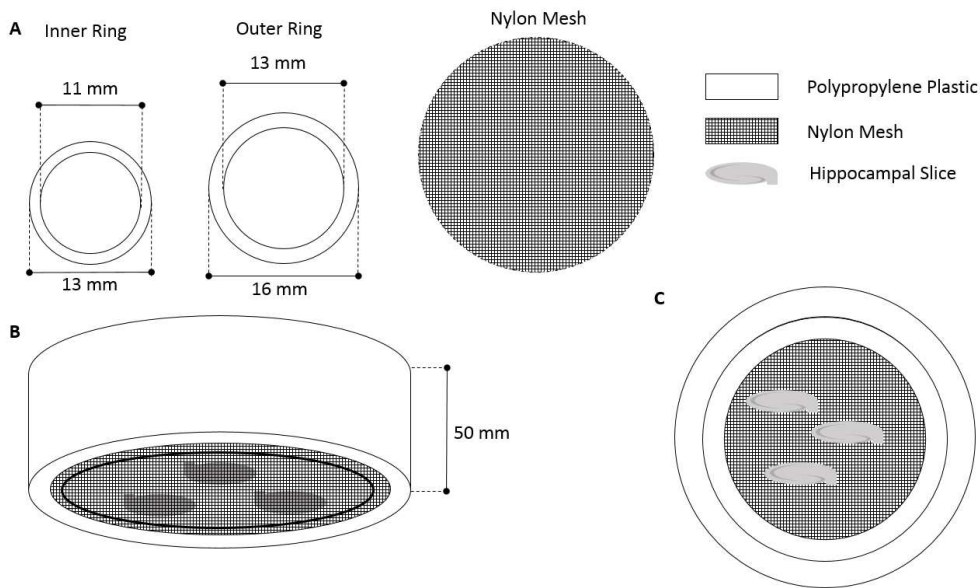 A
Inner Ring
Outer Ring
Nylon Mesh
11 mm
13 mm
13 mm
16 mm
Polypropylene Plastic
Nylon Mesh
Hippocampal Slice
B
50 mm
C